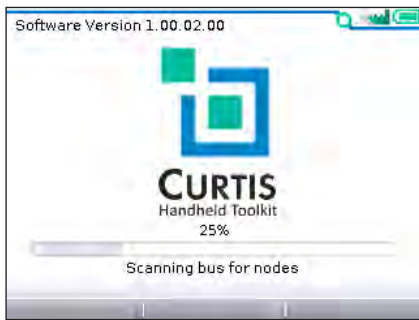 Software Version 1.00.02.00
CURTIS
Handheld Toolkit
25%
Scanning bus for nodes